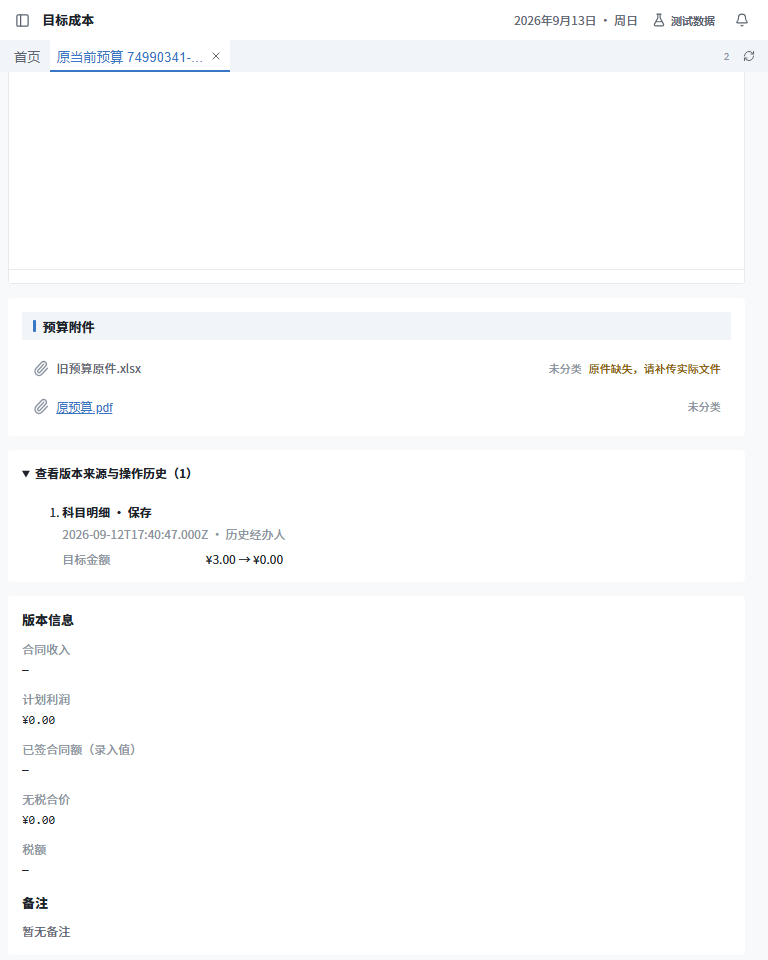 目标成本
2026年9月13日 · 周日
测试数据
首页
原当前预算 74990341-...
2
预算附件
旧预算原件.xlsx
未分类 原件缺失，请补传实际文件
原预算.pdf
未分类
▼ 查看版本来源与操作历史（1）
1. 科目明细 · 保存
2026-09-12T17:40:47.000Z · 历史经办人
目标金额 ¥3.00 → ¥0.00
版本信息
合同收入
—
计划利润
¥0.00
已签合同额（录入值）
—
无税合价
¥0.00
税额
—
备注
暂无备注